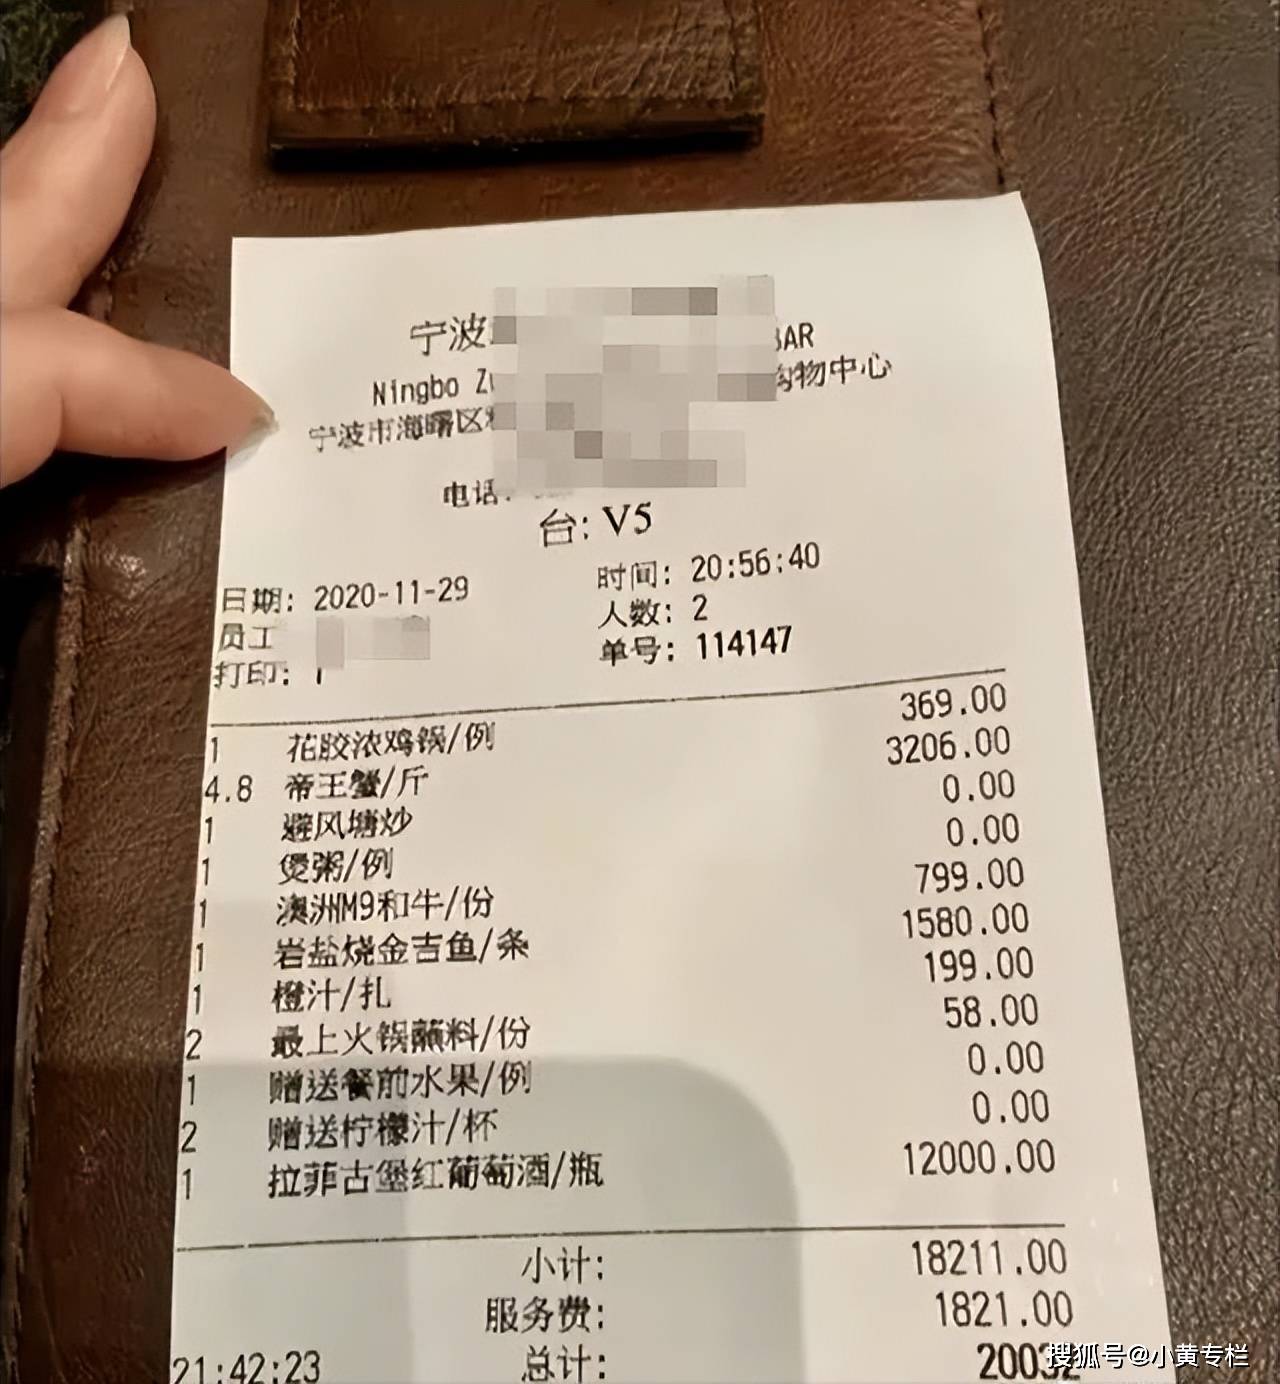 宁波 BAR
Ningbo 购物中心
宁波市海曙区
电话:
台: V5
日期: 2020-11-29 时间: 20:56:40
员工 人数: 2
打印: 单号: 114147
1 花胶浓鸡锅/例 369.00
4.8 帝王蟹/斤 3206.00
1 避风塘炒 0.00
1 煲粥/例 0.00
1 澳洲M9和牛/份 799.00
1 岩盐烧金吉鱼/条 1580.00
1 橙汁/扎 199.00
2 最上火锅蘸料/份 58.00
1 赠送餐前水果/例 0.00
2 赠送柠檬汁/杯 0.00
1 拉菲古堡红葡萄酒/瓶 12000.00
小计: 18211.00
服务费: 1821.00
21:42:23 总计: 20032
搜狐号@小黄专栏